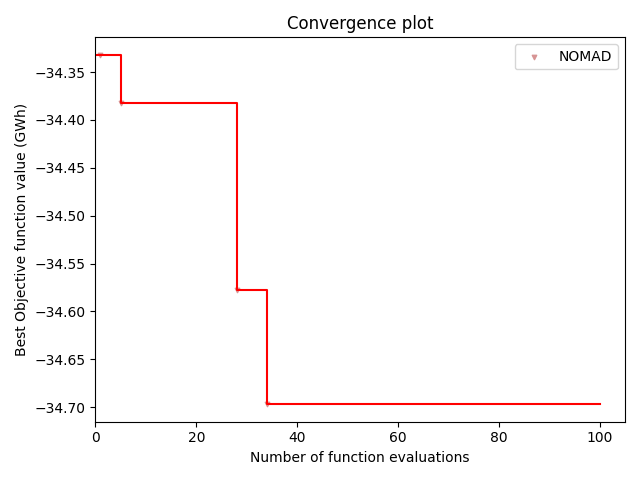 Convergence plot
NOMAD
−34.35
−34.40
−34.45
−34.50
−34.55
−34.60
−34.65
−34.70
Best Objective function value (GWh)
0 20 40 60 80 100
Number of function evaluations